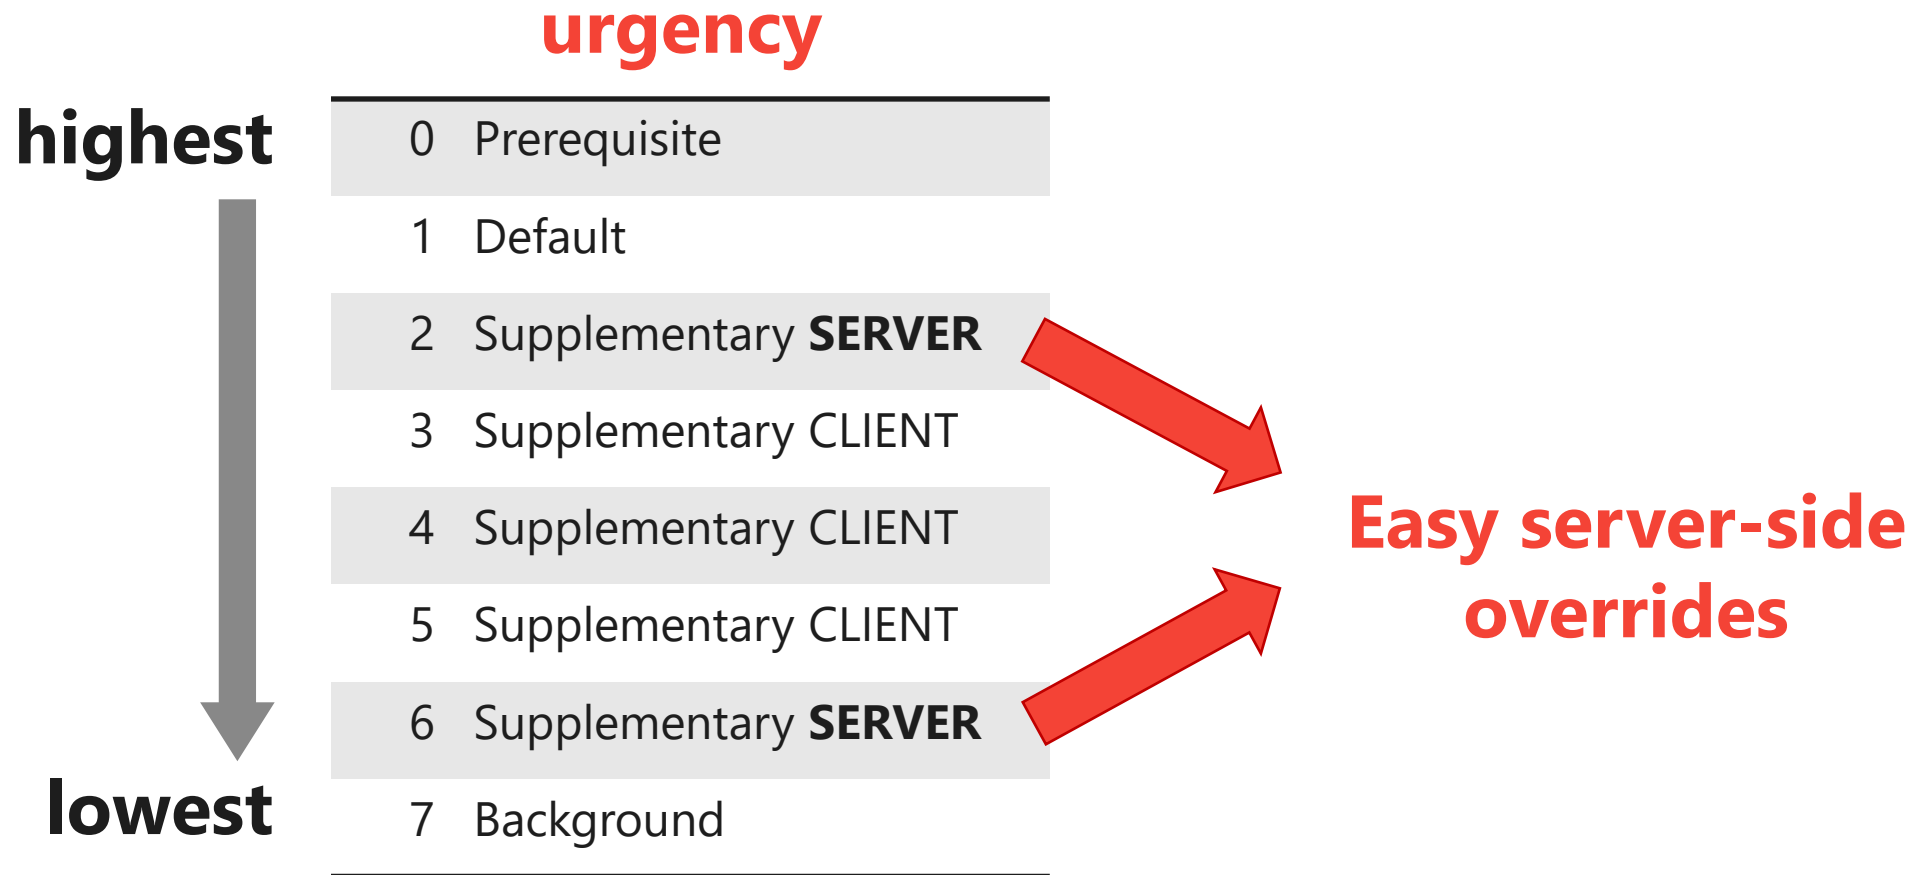 urgency
highest
0 Prerequisite
1 Default
2 Supplementary SERVER
3 Supplementary CLIENT
4 Supplementary CLIENT
5 Supplementary CLIENT
6 Supplementary SERVER
7 Background
lowest
Easy server-side
overrides